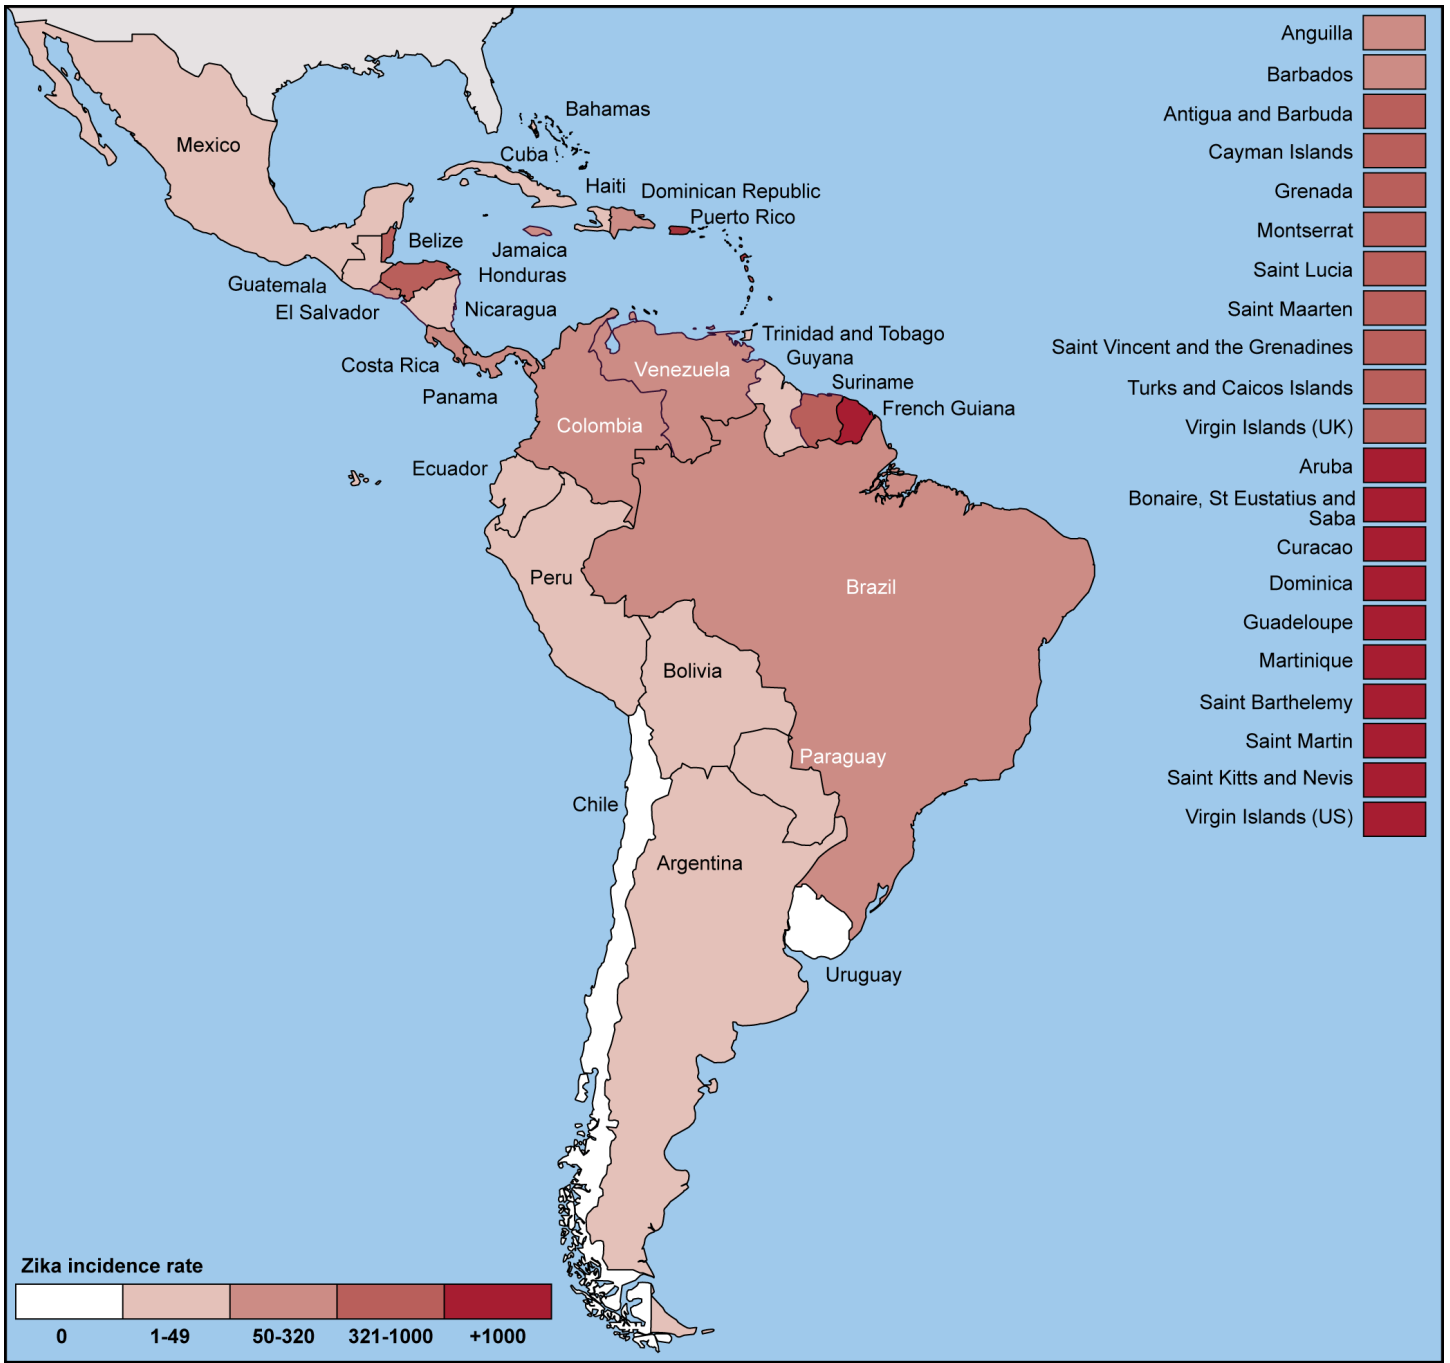 Anguilla
Barbados
Antigua and Barbuda
Cayman Islands
Grenada
Montserrat
Saint Lucia
Saint Maarten
Saint Vincent and the Grenadines
Turks and Caicos Islands
Virgin Islands (UK)
Aruba
Bonaire, St Eustatius and
Saba
Curacao
Dominica
Guadeloupe
Martinique
Saint Barthelemy
Saint Martin
Saint Kitts and Nevis
Virgin Islands (US)
Bahamas
Mexico
Cuba
Haiti
Dominican Republic
Puerto Rico
Belize
Jamaica
Honduras
Guatemala
El Salvador
Nicaragua
Trinidad and Tobago
Guyana
Costa Rica
Venezuela
Suriname
Panama
French Guiana
Colombia
Ecuador
Peru
Brazil
Bolivia
Paraguay
Chile
Argentina
Uruguay
Zika incidence rate
0 1-49 50-320 321-1000 +1000